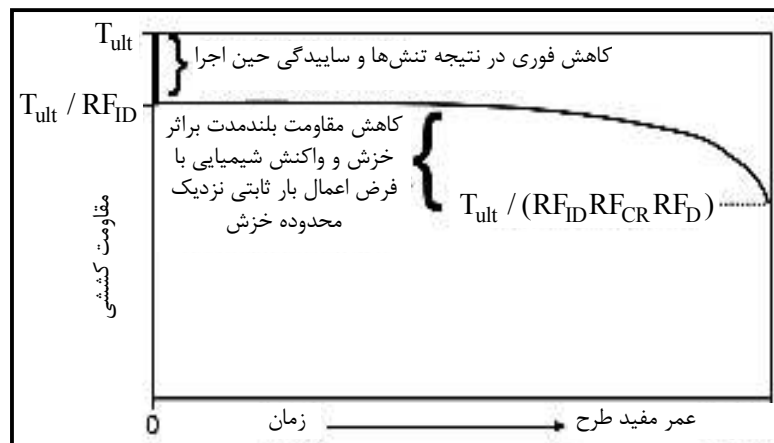 T_ult
کاهش فوری در نتیجه تنش‌ها و ساییدگی حین اجرا
T_ult / RF_ID
کاهش مقاومت بلندمدت براثر
خزش و واکنش شیمیایی با
فرض اعمال بار ثابتی نزدیک
محدوده خزش
T_ult / (RF_ID RF_CR RF_D)
مقاومت کششی
0
زمان
عمر مفید طرح